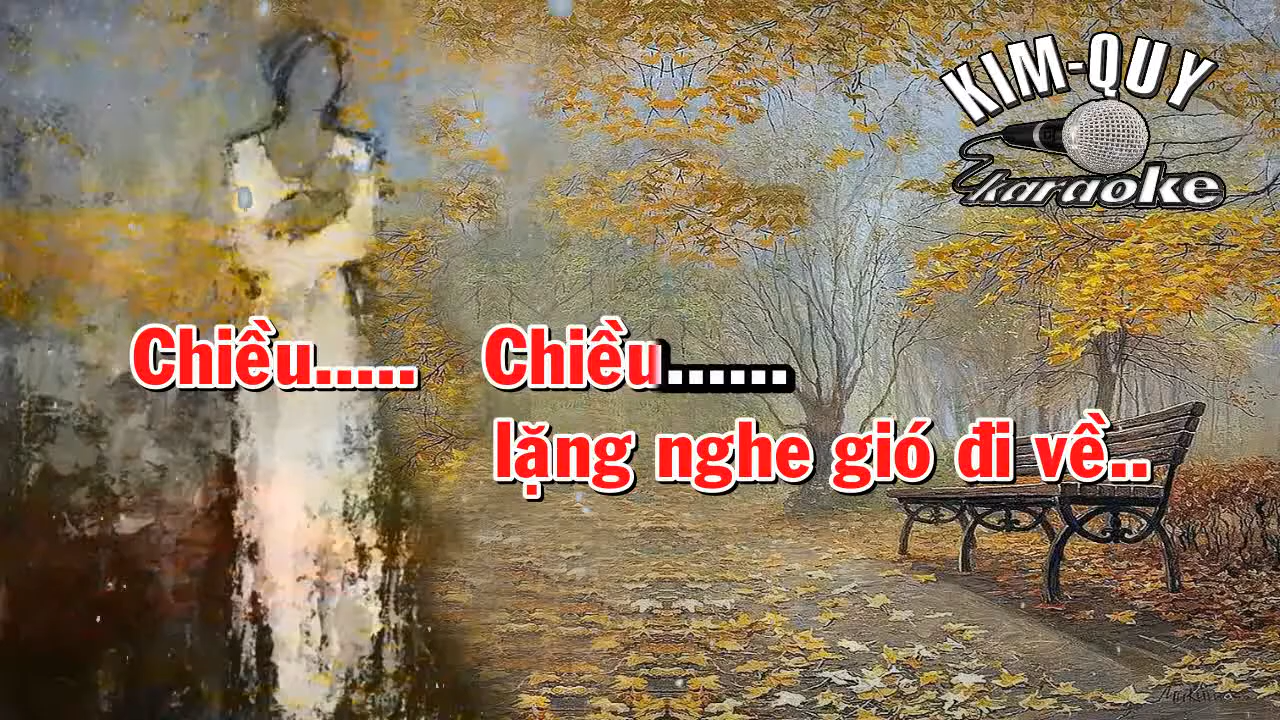 KIM-QUY
karaoke
Chiều..... Chiều......
lặng nghe gió đi về..